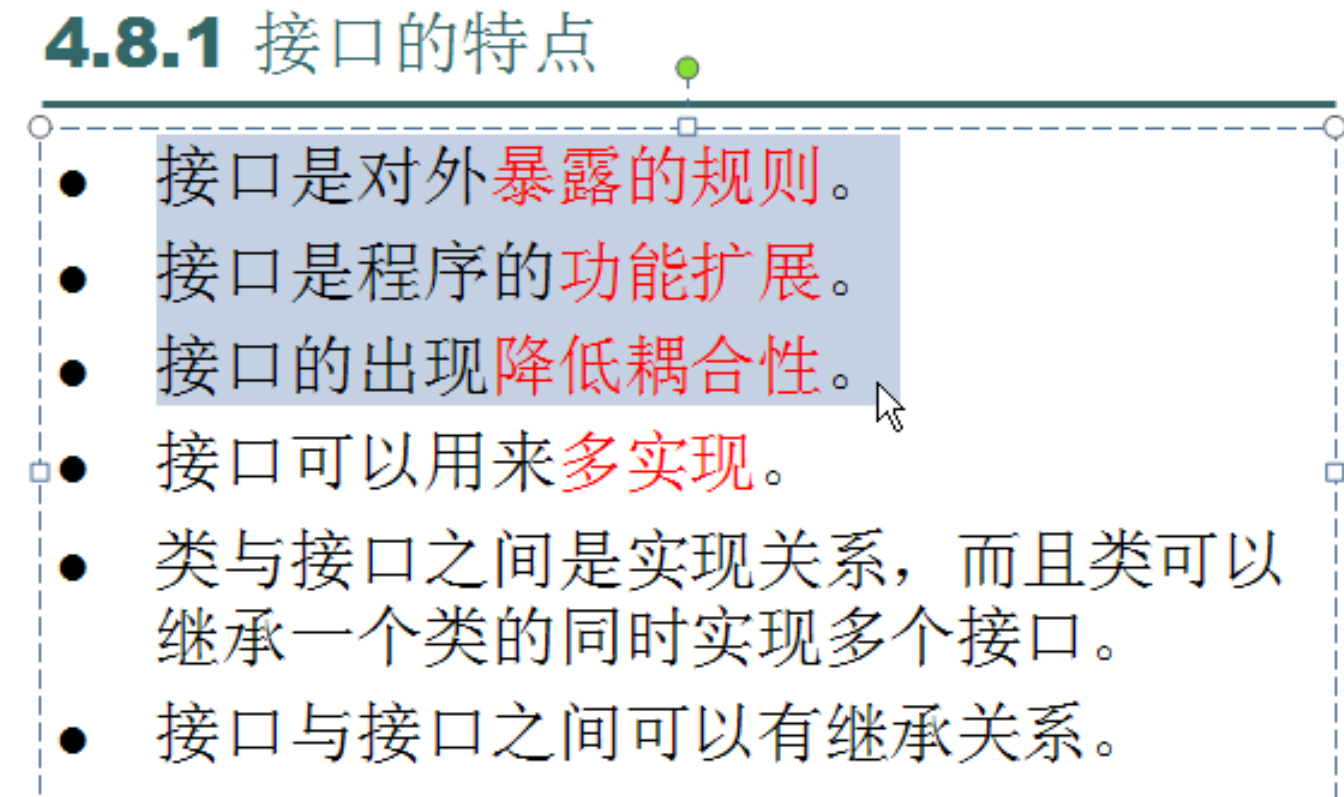 4.8.1 接口的特点
● 接口是对外暴露的规则。
● 接口是程序的功能扩展。
● 接口的出现降低耦合性。
● 接口可以用来多实现。
● 类与接口之间是实现关系，而且类可以
继承一个类的同时实现多个接口。
● 接口与接口之间可以有继承关系。